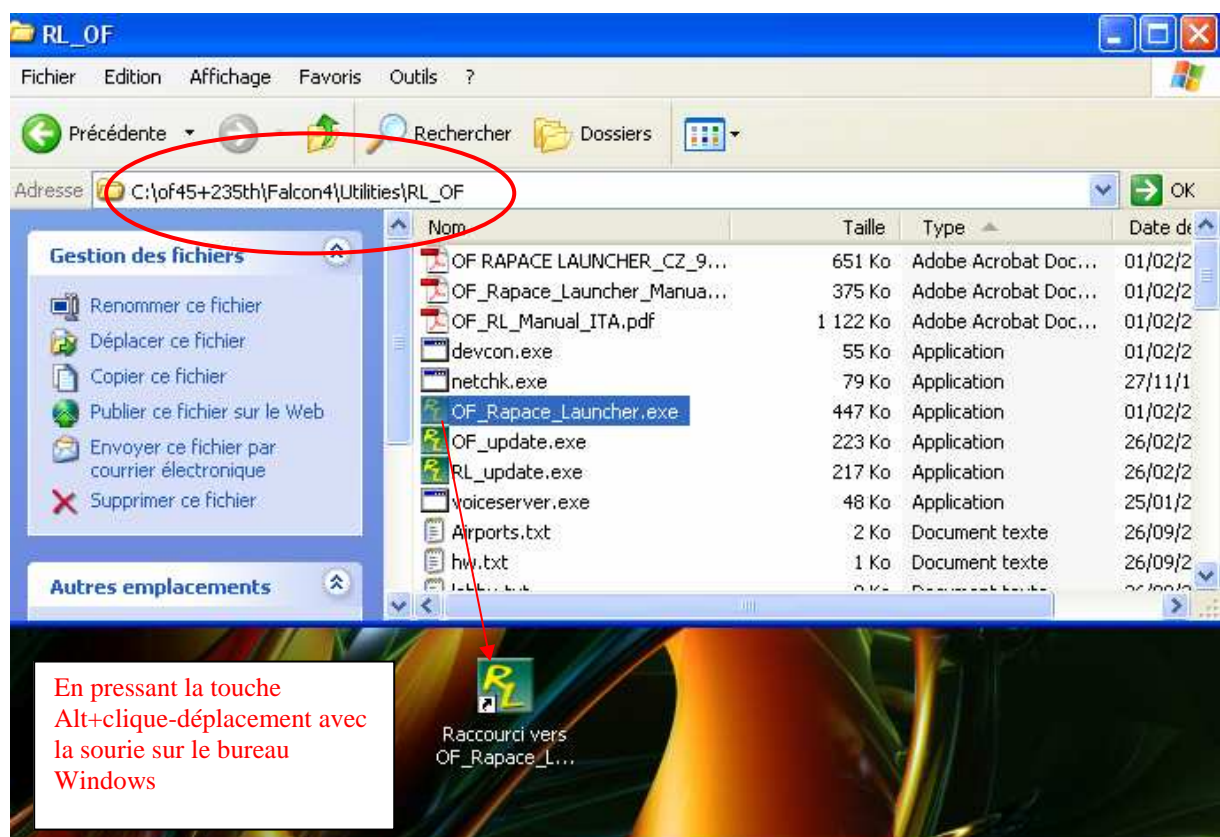 RL_OF
Fichier Edition Affichage Favoris Outils ?
Précédente Rechercher Dossiers
Adresse C:\of45+235th\Falcon4\Utilities\RL_OF OK
Gestion des fichiers
Renommer ce fichier
Déplacer ce fichier
Copier ce fichier
Publier ce fichier sur le Web
Envoyer ce fichier par
courrier électronique
Supprimer ce fichier
Autres emplacements
Nom Taille Type Date de
OF RAPACE LAUNCHER_CZ_9... 651 Ko Adobe Acrobat Doc... 01/02/2
OF_Rapace_Launcher_Manua... 375 Ko Adobe Acrobat Doc... 01/02/2
OF_RL_Manual_ITA.pdf 1 122 Ko Adobe Acrobat Doc... 01/02/2
devcon.exe 55 Ko Application 01/02/2
netchk.exe 79 Ko Application 27/11/1
OF_Rapace_Launcher.exe 447 Ko Application 01/02/2
OF_update.exe 223 Ko Application 26/02/2
RL_update.exe 217 Ko Application 26/02/2
voiceserver.exe 48 Ko Application 25/01/2
Airports.txt 2 Ko Document texte 26/09/2
hw.txt 1 Ko Document texte 26/09/2
En pressant la touche
Alt+clique-déplacement avec
la sourie sur le bureau
Windows
RL
Raccourci vers
OF_Rapace_L...